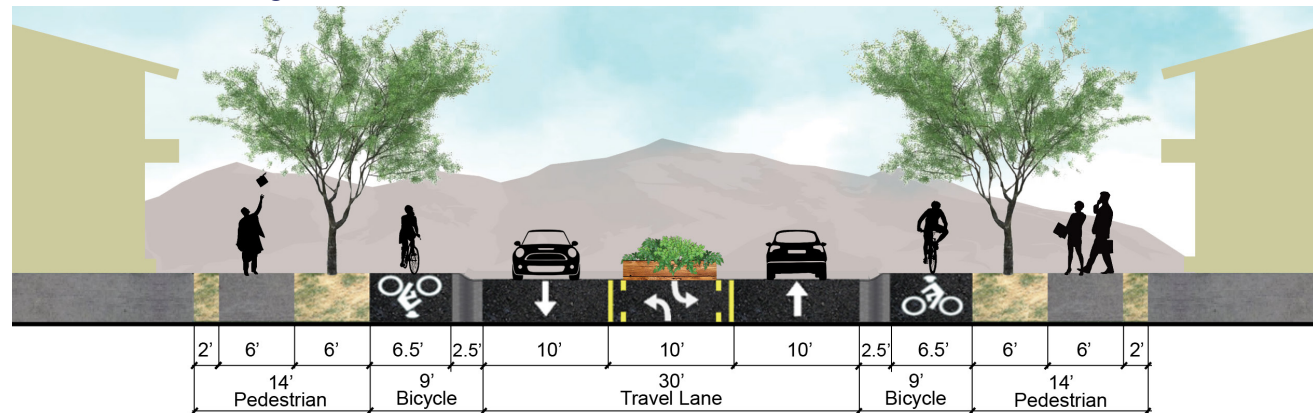 2' 6' 6' 6.5' 2.5' 10' 10' 10' 2.5' 6.5' 6' 6' 2'
14' 9' 30' 9' 14'
Pedestrian Bicycle Travel Lane Bicycle Pedestrian